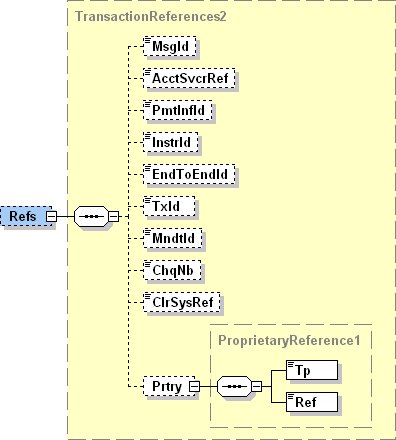 TransactionReferences2
MsgId
AcctSvcrRef
PmtInfId
InstrId
EndToEndId
Refs
TxId
MndtId
ChqNb
ClrSysRef
ProprietaryReference1
Tp
Prtry
Ref